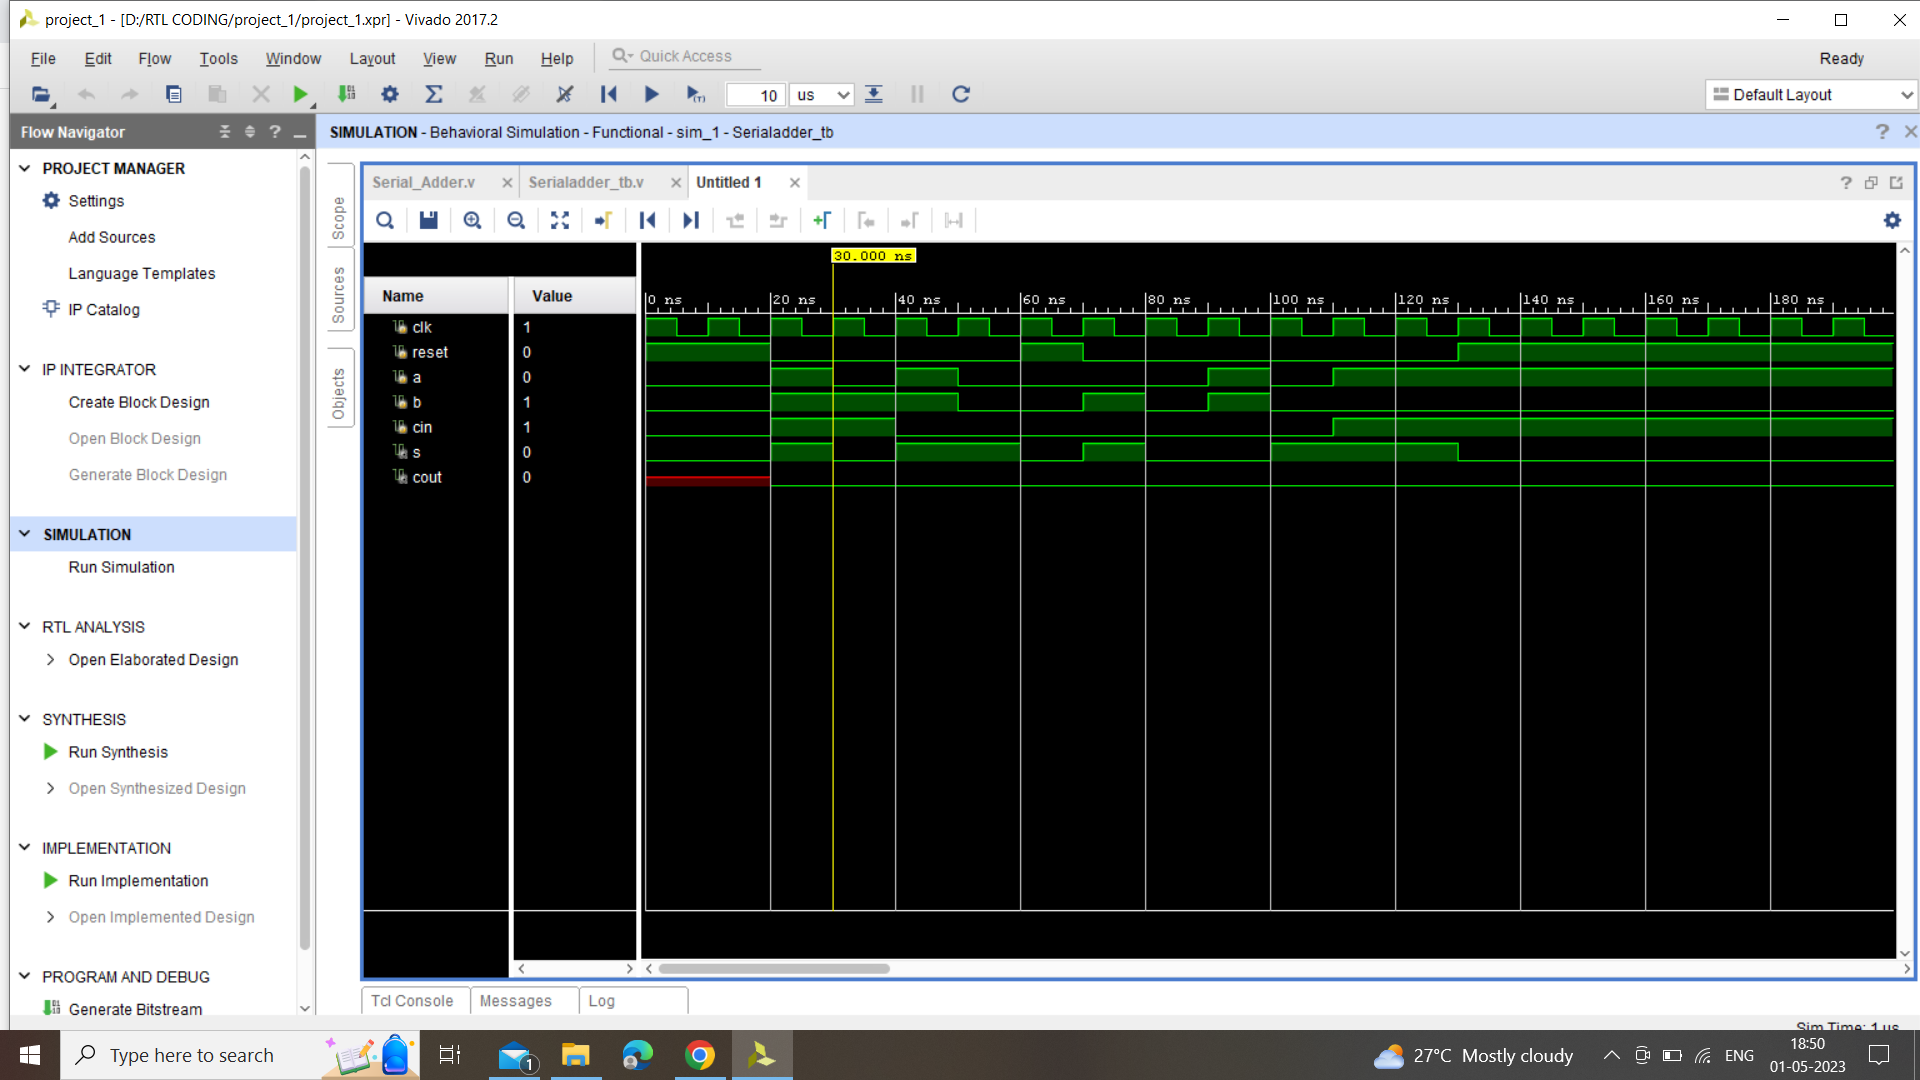 project_1 - [D:/RTL CODING/project_1/project_1.xpr] - Vivado 2017.2
File Edit Flow Tools Window Layout View Run Help Quick Access Ready
10 us Default Layout
Flow Navigator
SIMULATION - Behavioral Simulation - Functional - sim_1 - Serialadder_tb
PROJECT MANAGER
Settings
Add Sources
Language Templates
IP Catalog
IP INTEGRATOR
Create Block Design
Open Block Design
Generate Block Design
SIMULATION
Run Simulation
RTL ANALYSIS
Open Elaborated Design
SYNTHESIS
Run Synthesis
Open Synthesized Design
IMPLEMENTATION
Run Implementation
Open Implemented Design
PROGRAM AND DEBUG
Generate Bitstream
Scope
Sources
Objects
Serial_Adder.v Serialadder_tb.v Untitled 1
30.000 ns
Name Value
0 ns 20 ns 40 ns 60 ns 80 ns 100 ns 120 ns 140 ns 160 ns 180 ns
clk 1
reset 0
a 0
b 1
cin 1
s 0
cout 0
Tcl Console Messages Log
Sim Time: 1 us
Type here to search
1
27°C Mostly cloudy
ENG
18:50
01-05-2023